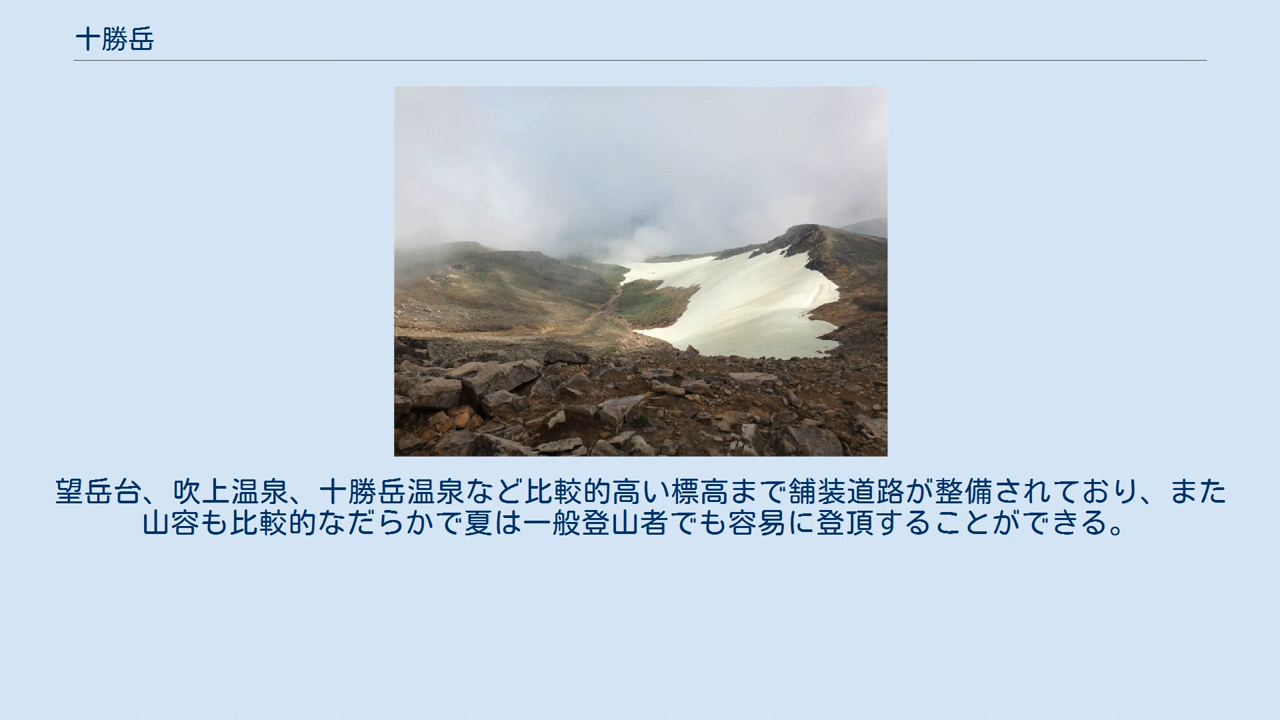 十勝岳
望岳台、吹上温泉、十勝岳温泉など比較的高い標高まで舗装道路が整備されており、また
山容も比較的なだらかで夏は一般登山者でも容易に登頂することができる。